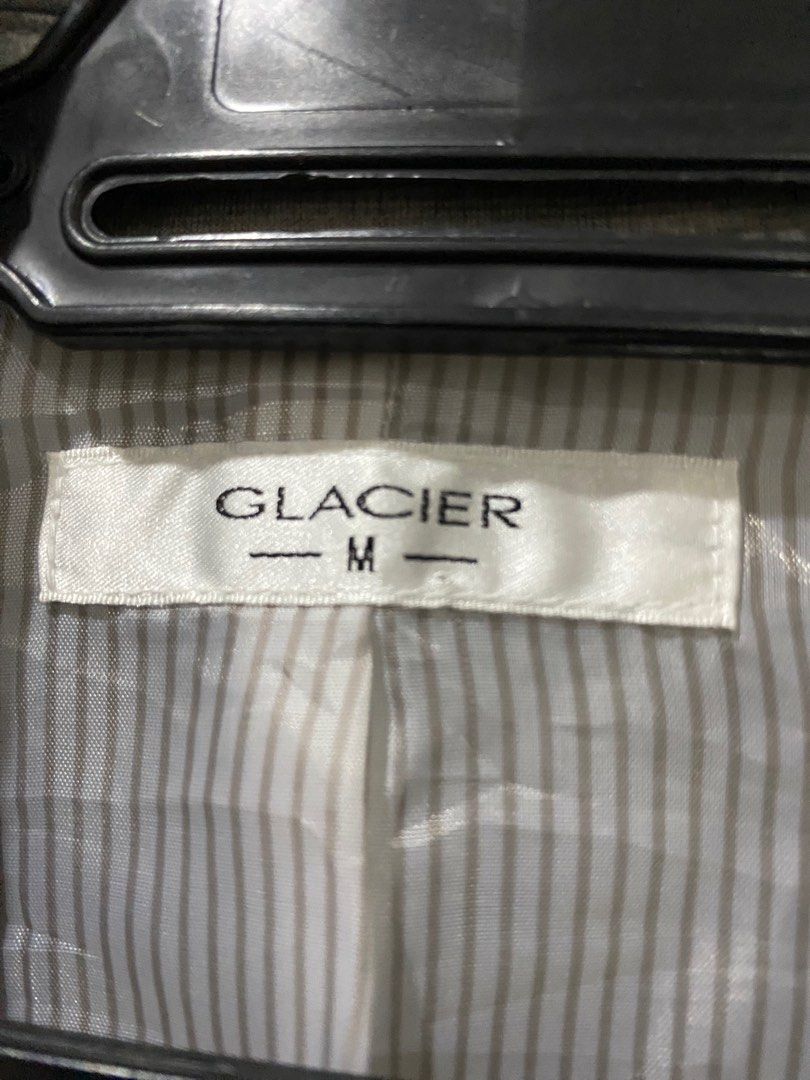 GLACIER
— M —